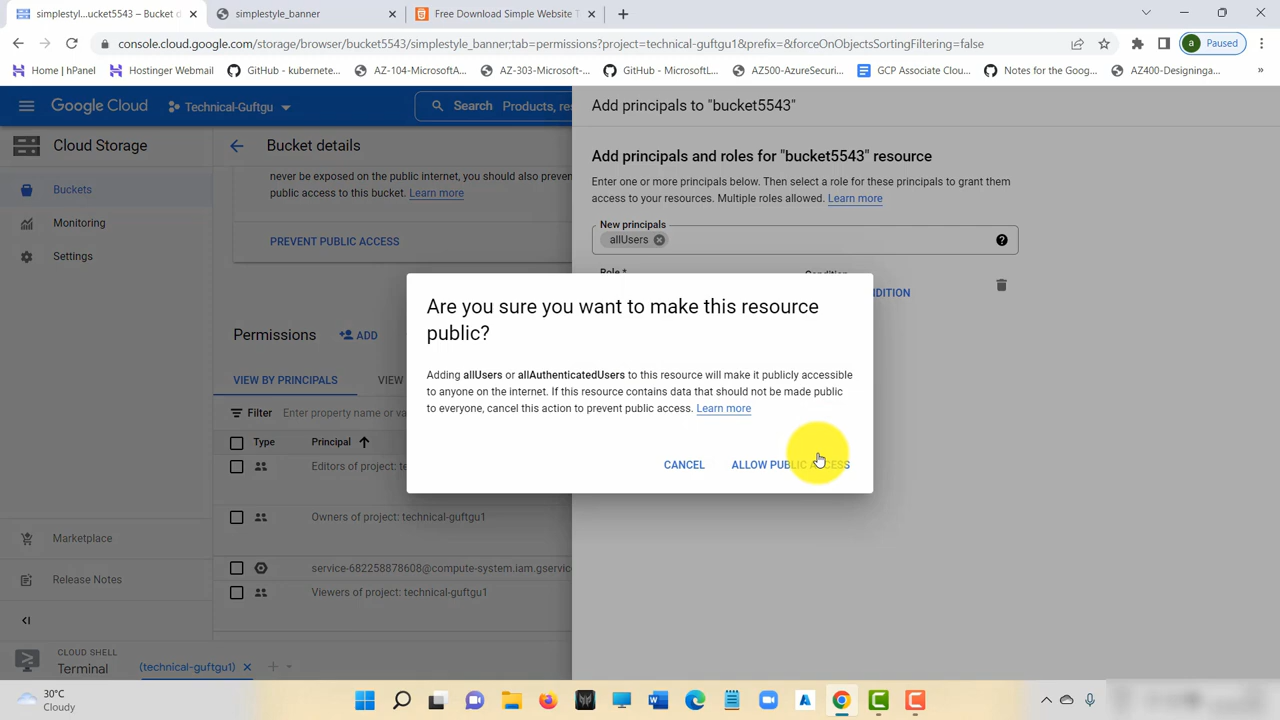 simplestyl...ucket5543 – Bucket d
simplestyle_banner
Free Download Simple Website T
console.cloud.google.com/storage/browser/bucket5543/simplestyle_banner;tab=permissions?project=technical-guftgu1&prefix=&forceOnObjectsSortingFiltering=false
a Paused
Home | hPanel
Hostinger Webmail
GitHub - kubernete...
AZ-104-MicrosoftA...
AZ-303-Microsoft-...
GitHub - MicrosoftL...
AZ500-AzureSecuri...
GCP Associate Clou...
Notes for the Goog...
AZ400-Designinga...
»
Google Cloud
Technical-Guftgu
Search Products, res
Add principals to "bucket5543"
Cloud Storage
Bucket details
Buckets
Monitoring
Settings
Marketplace
Release Notes
never be exposed on the public internet, you should also preven
public access to this bucket. Learn more
PREVENT PUBLIC ACCESS
Permissions
ADD
VIEW BY PRINCIPALS
VIEW
Filter Enter property name or va
Type Principal
Editors of project: te
Owners of project: technical-guftgu1
service-682258878608@compute-system.iam.gservice
Viewers of project: technical-guftgu1
Add principals and roles for "bucket5543" resource
Enter one or more principals below. Then select a role for these principals to grant them
access to your resources. Multiple roles allowed. Learn more
New principals
allUsers
Role *
Condition
NDITION
Are you sure you want to make this resource
public?
Adding allUsers or allAuthenticatedUsers to this resource will make it publicly accessible
to anyone on the internet. If this resource contains data that should not be made public
to everyone, cancel this action to prevent public access. Learn more
CANCEL
ALLOW PUBLIC ACCESS
CLOUD SHELL
Terminal
(technical-guftgu1)
30°C
Cloudy